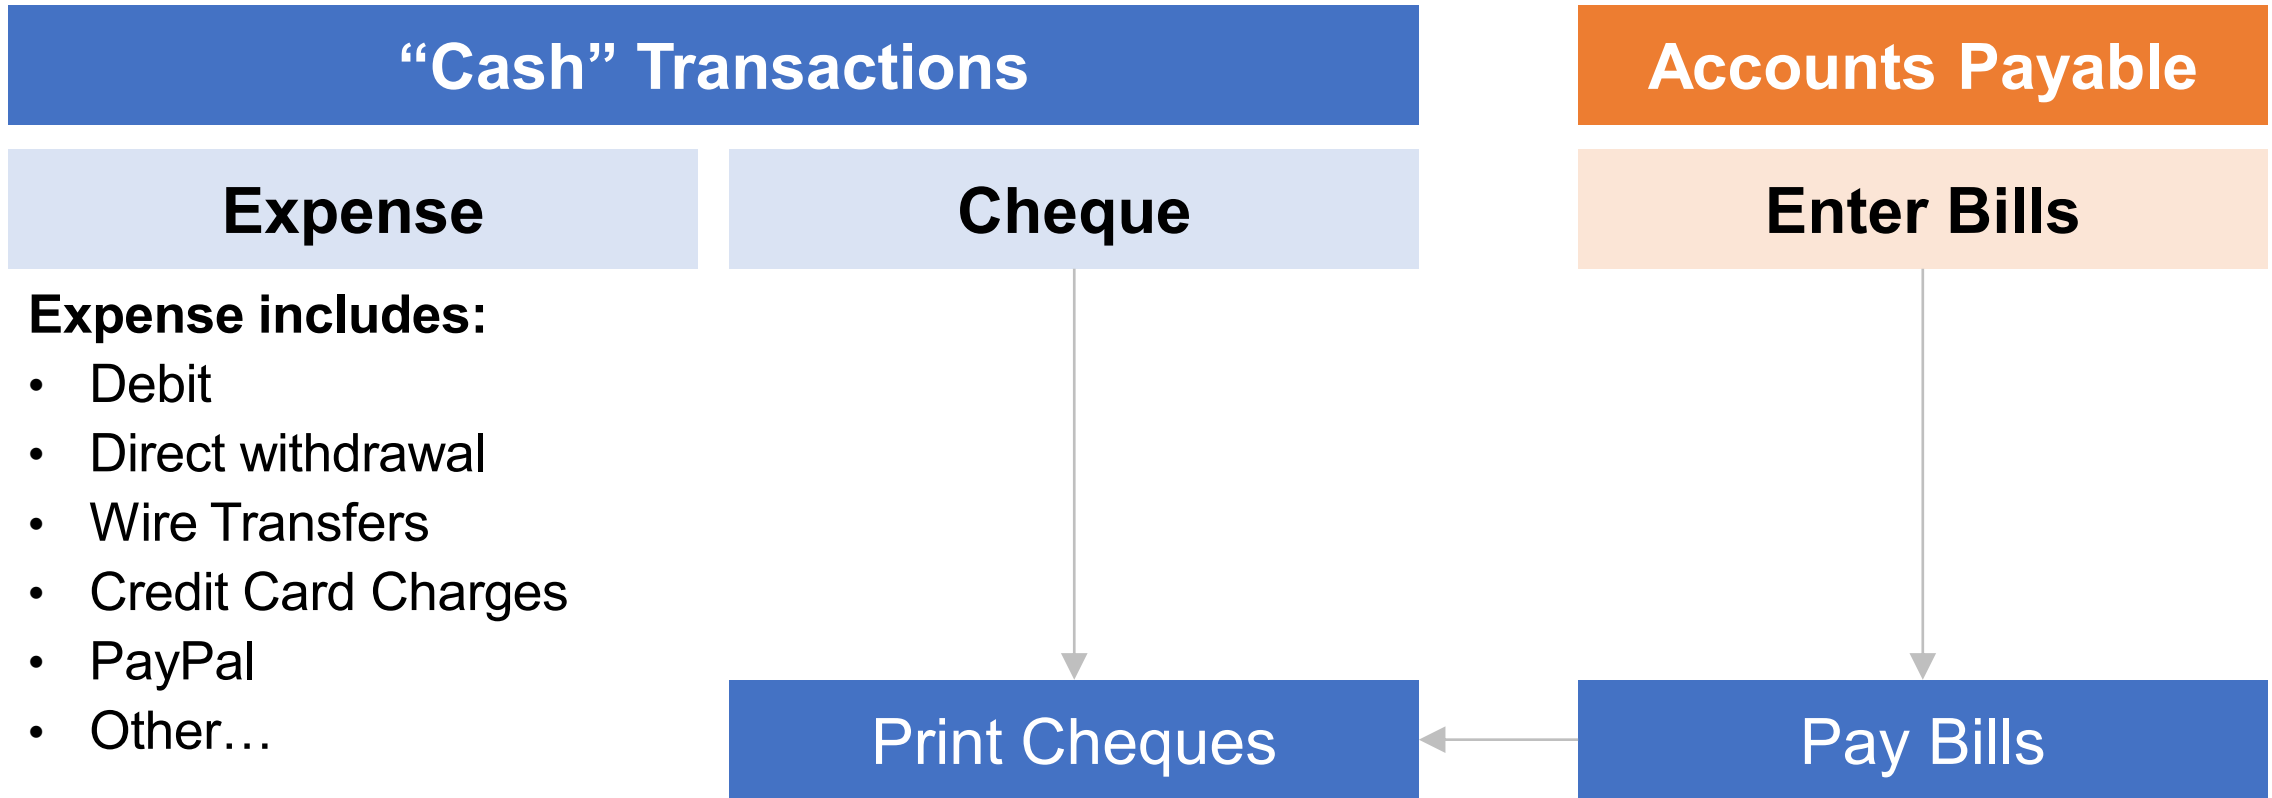 “Cash” Transactions
Accounts Payable
Expense
Cheque
Enter Bills
Expense includes:
• Debit
• Direct withdrawal
• Wire Transfers
• Credit Card Charges
• PayPal
• Other…
Print Cheques
Pay Bills